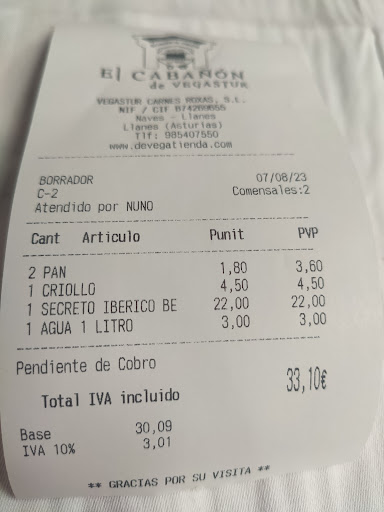 El CABAÑÓN
de VEGASTUR
VEGASTUR CARNES ROXAS, S.L.
NIF / CIF B74269655
Naves - Llanes
Llanes (Asturias)
Tlf: 985407550
www.devegatienda.com
BORRADOR 07/08/23
C-2 Comensales:2
Atendido por NUNO
Cant Articulo Punit PVP
2 PAN 1,80 3,60
1 CRIOLLO 4,50 4,50
1 SECRETO IBERICO BE 22,00 22,00
1 AGUA 1 LITRO 3,00 3,00
Pendiente de Cobro
Total IVA incluido 33,10€
Base 30,09
IVA 10% 3,01
** GRACIAS POR SU VISITA **